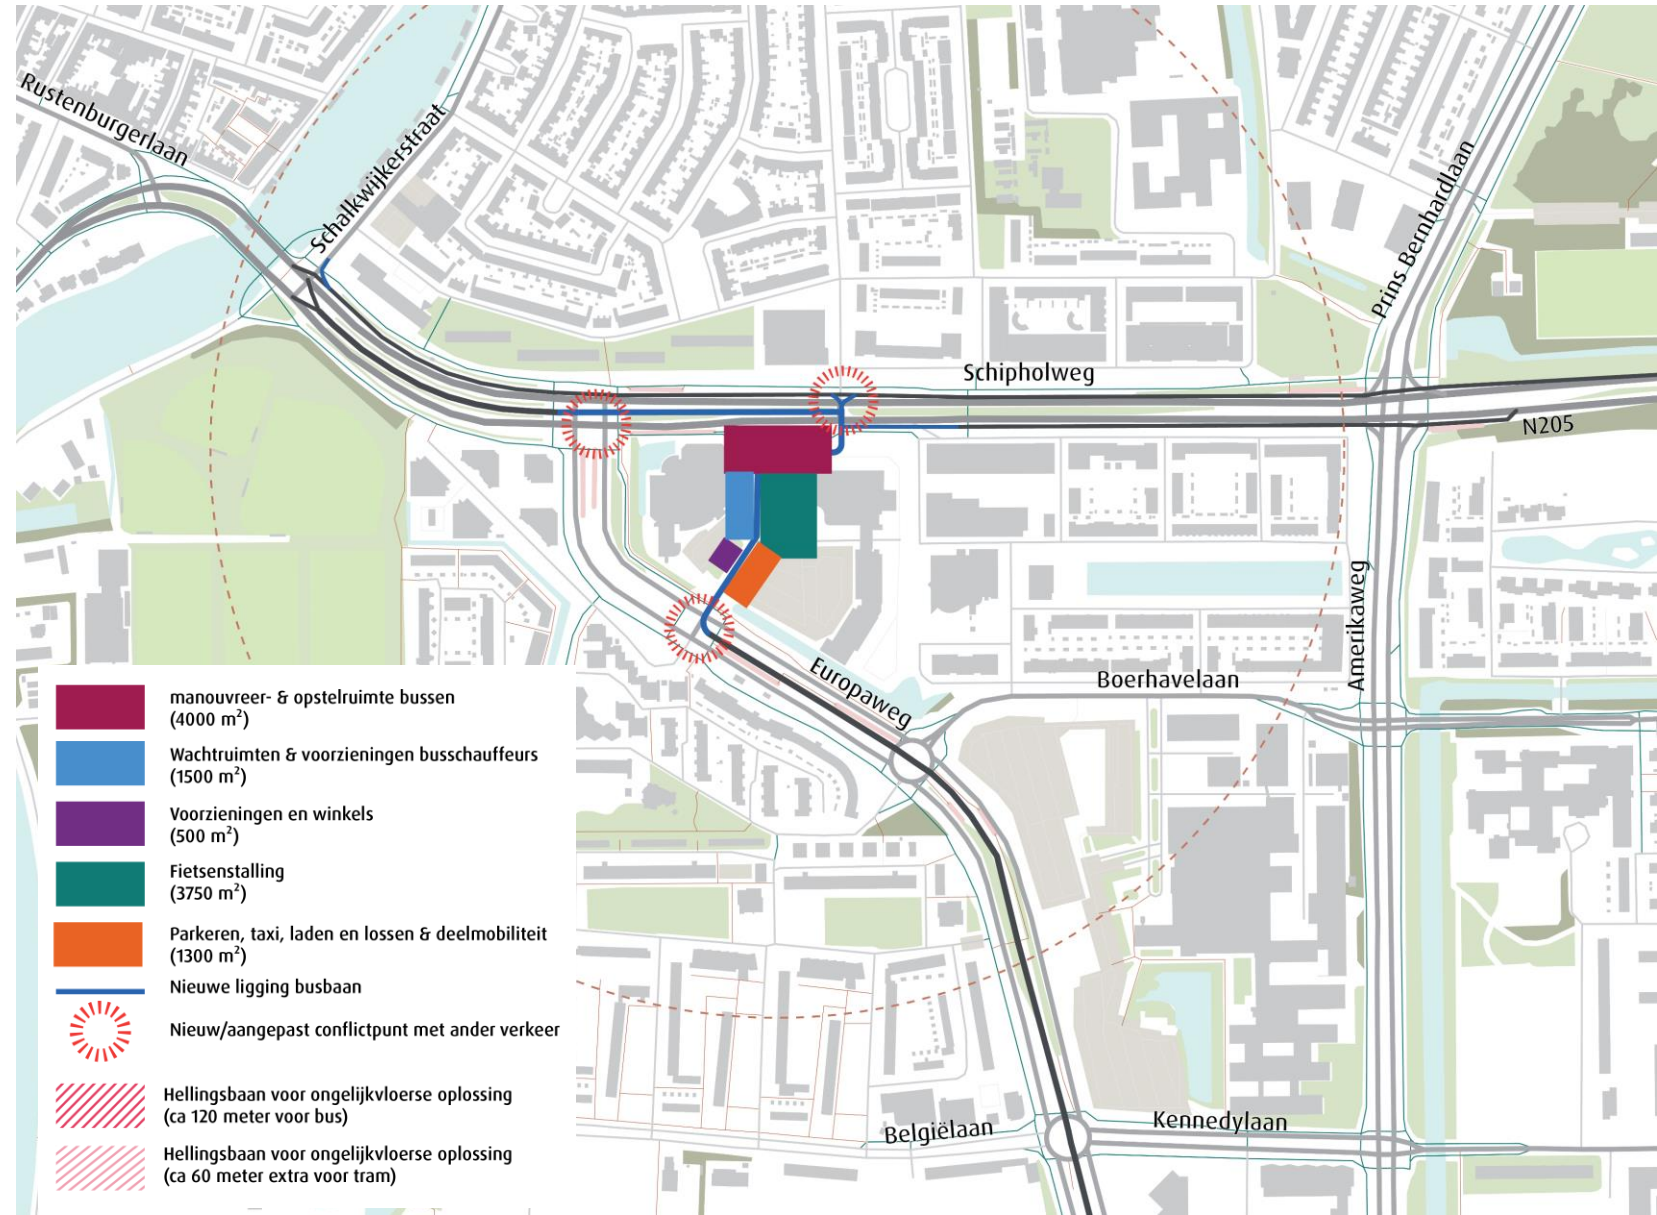 Rustenburgerlaan
Schalkwijkerstraat
Prins Bernhardlaan
Schipholweg
N205
Amerikaweg
Europaweg
Boerhavelaan
Belgiëlaan
Kennedylaan
manouvreer- & opstelruimte bussen
(4000 m²)
Wachtruimten & voorzieningen busschauffeurs
(1500 m²)
Voorzieningen en winkels
(500 m²)
Fietsenstalling
(3750 m²)
Parkeren, taxi, laden en lossen & deelmobiliteit
(1300 m²)
Nieuwe ligging busbaan
Nieuw/aangepast conflictpunt met ander verkeer
Hellingsbaan voor ongelijkvloerse oplossing
(ca 120 meter voor bus)
Hellingsbaan voor ongelijkvloerse oplossing
(ca 60 meter extra voor tram)